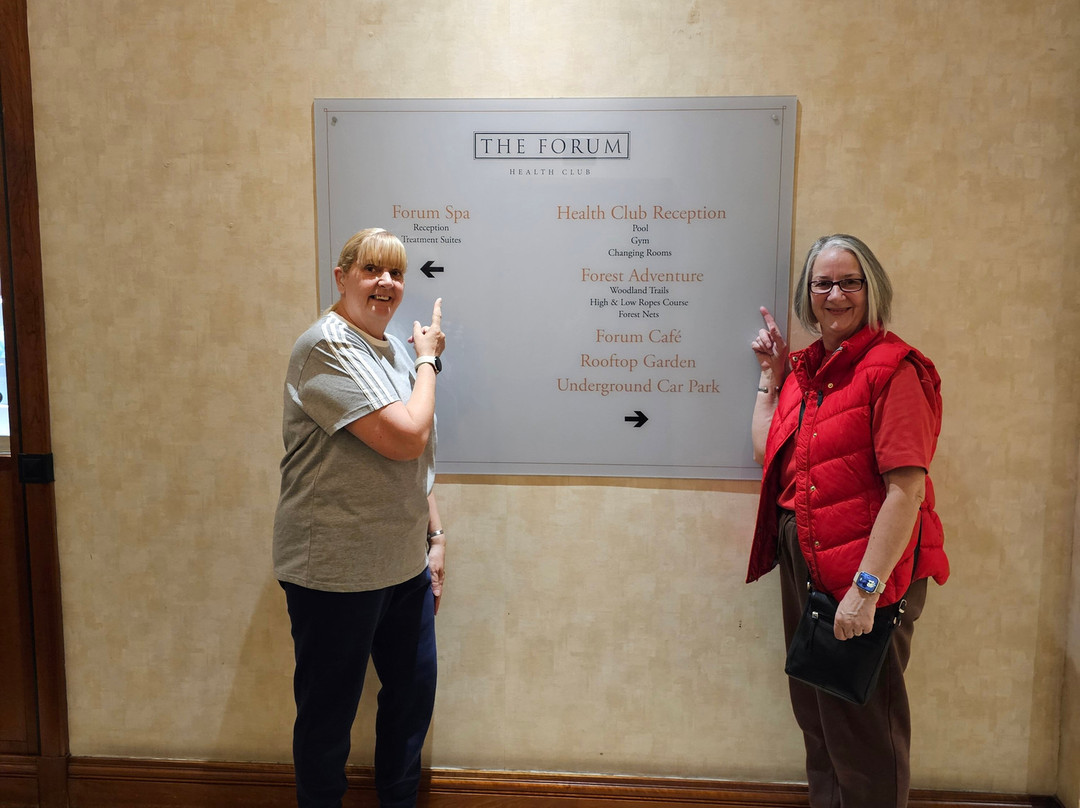 THE FORUM
HEALTH CLUB
Forum Spa
Reception
Treatment Suites
Health Club Reception
Pool
Gym
Changing Rooms
Forest Adventure
Woodland Trails
High & Low Ropes Course
Forest Nets
Forum Café
Rooftop Garden
Underground Car Park